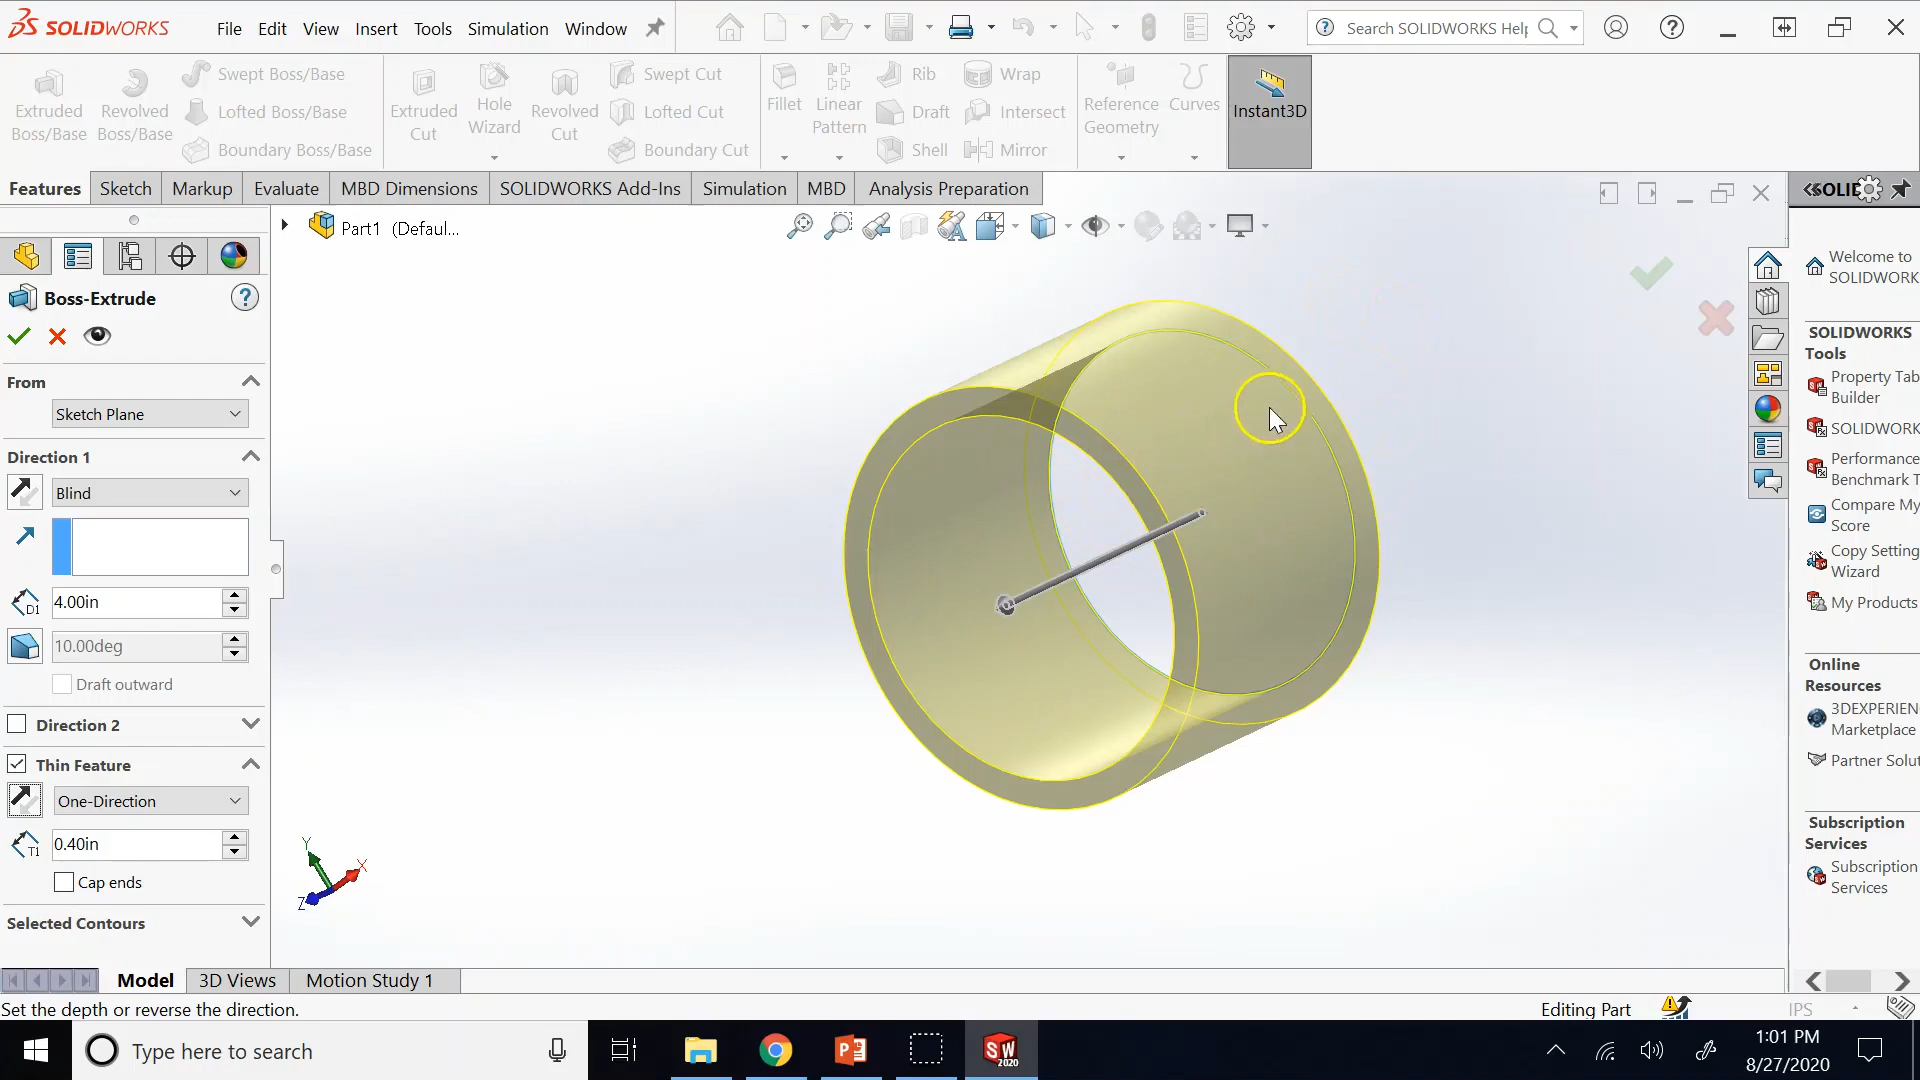 SOLIDWORKS File Edit View Insert Tools Simulation Window Search SOLIDWORKS Help
Extruded Boss/Base
Revolved Boss/Base
Swept Boss/Base
Lofted Boss/Base
Boundary Boss/Base
Extruded Cut
Hole Wizard
Revolved Cut
Swept Cut
Lofted Cut
Boundary Cut
Fillet
Linear Pattern
Rib
Draft
Shell
Wrap
Intersect
Mirror
Reference Geometry
Curves
Instant3D
Features Sketch Markup Evaluate MBD Dimensions SOLIDWORKS Add-Ins Simulation MBD Analysis Preparation
SOLID
Part1 (Defaul...
Boss-Extrude
From
Sketch Plane
Direction 1
Blind
D1 4.00in
10.00deg
Draft outward
Direction 2
Thin Feature
One-Direction
T1 0.40in
Cap ends
Selected Contours
Y
X
Z
Welcome to
SOLIDWORK
SOLIDWORKS
Tools
Property Tab
Builder
SOLIDWORK
Performance
Benchmark T
Compare My
Score
Copy Setting
Wizard
My Products
Online
Resources
3DEXPERIEN
Marketplace
Partner Solut
Subscription
Services
Subscription
Services
Model 3D Views Motion Study 1
Set the depth or reverse the direction. Editing Part IPS
Type here to search
SW 2020
1:01 PM
8/27/2020